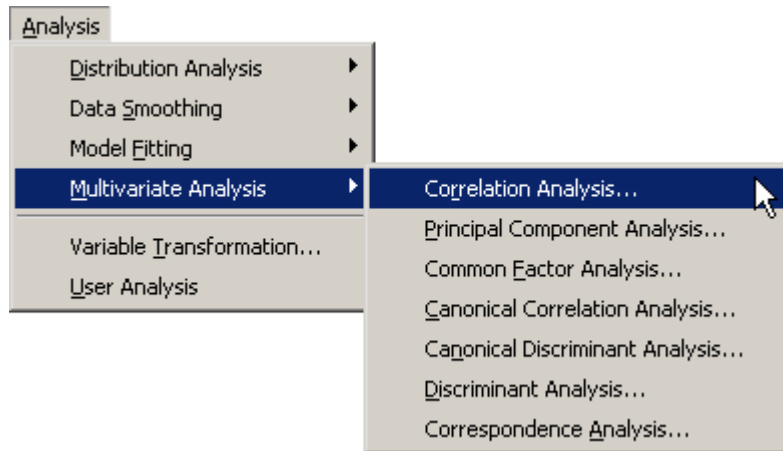 Analysis
Distribution Analysis
Data Smoothing
Model Fitting
Multivariate Analysis
Variable Transformation...
User Analysis
Correlation Analysis...
Principal Component Analysis...
Common Factor Analysis...
Canonical Correlation Analysis...
Canonical Discriminant Analysis...
Discriminant Analysis...
Correspondence Analysis...